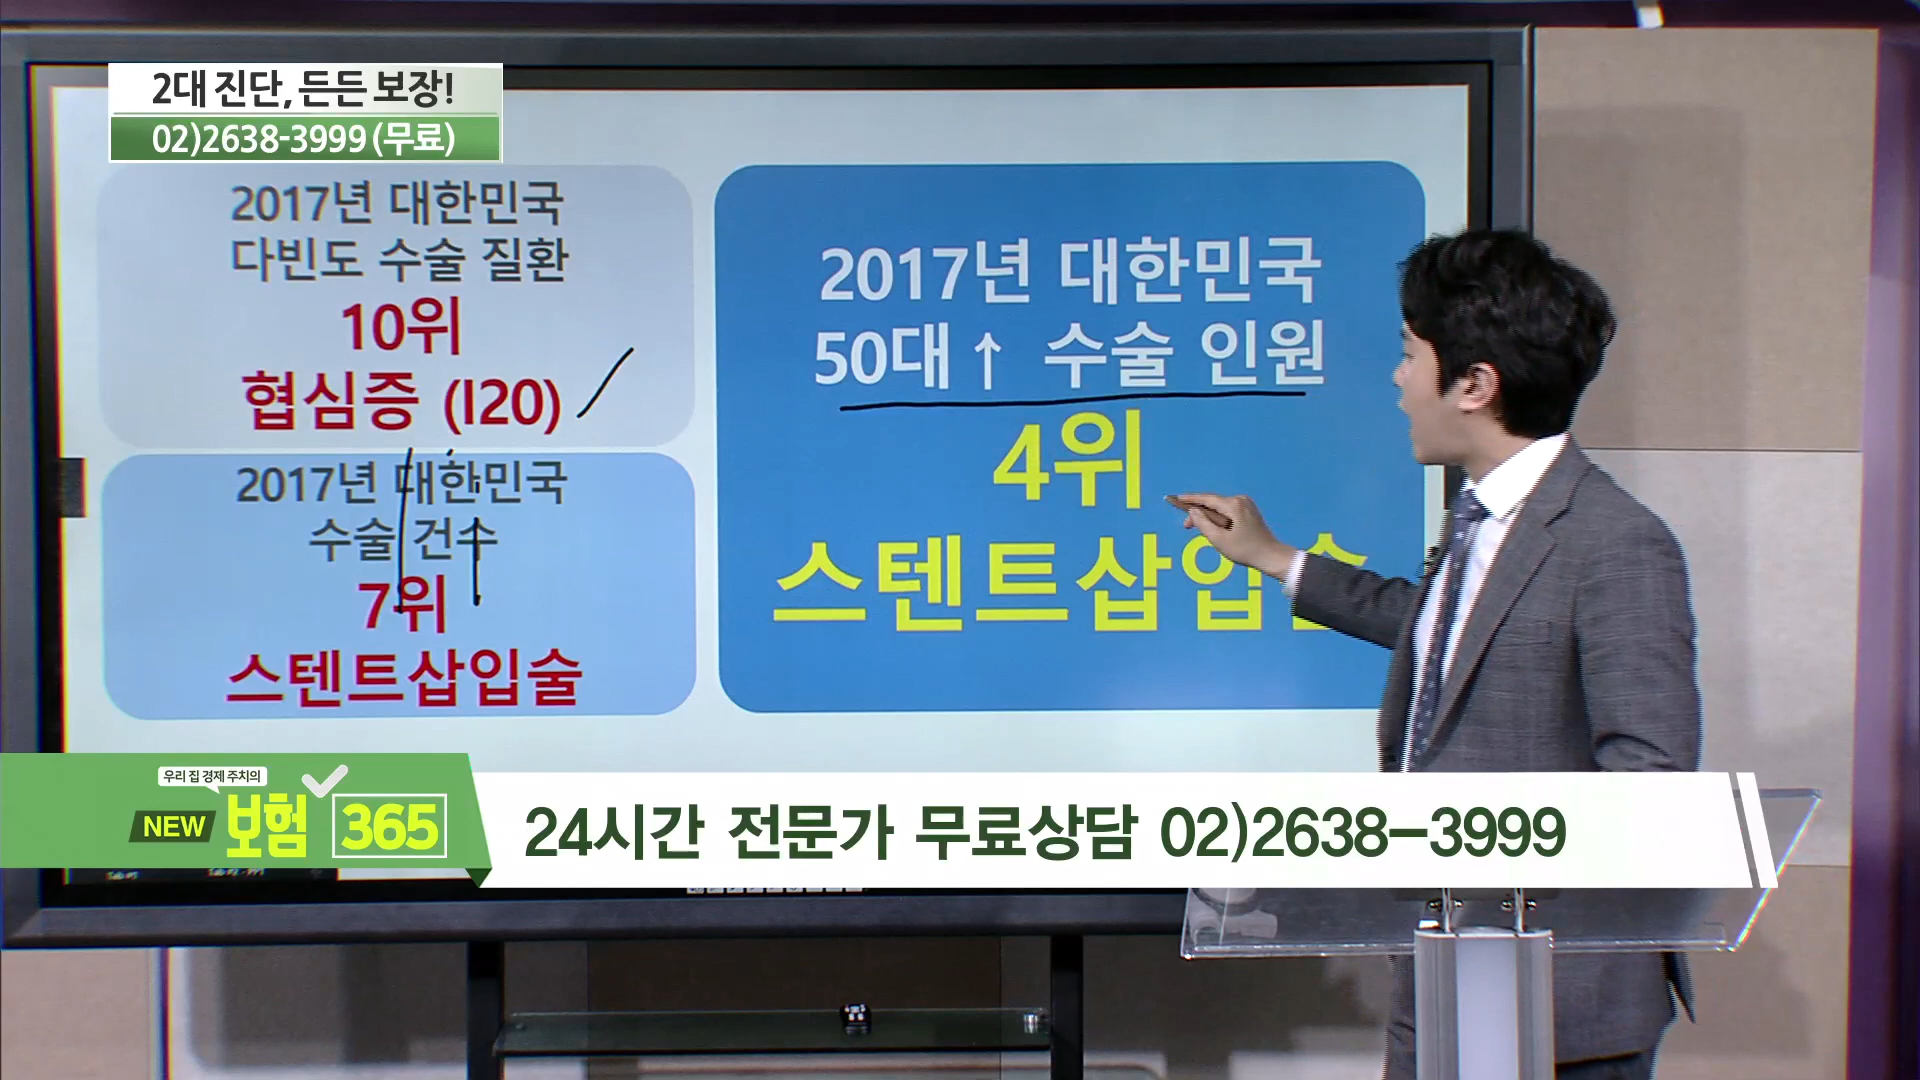 2대 진단, 든든 보장!
02)2638-3999 (무료)
2017년 대한민국
다빈도 수술 질환
10위
협심증 (I20)
2017년 대한민국
수술 건수
7위
스텐트삽입술
2017년 대한민국
50대↑ 수술 인원
4위
스텐트삽입술
우리 집 경제 주치의
NEW 보험 365
24시간 전문가 무료상담 02)2638-3999